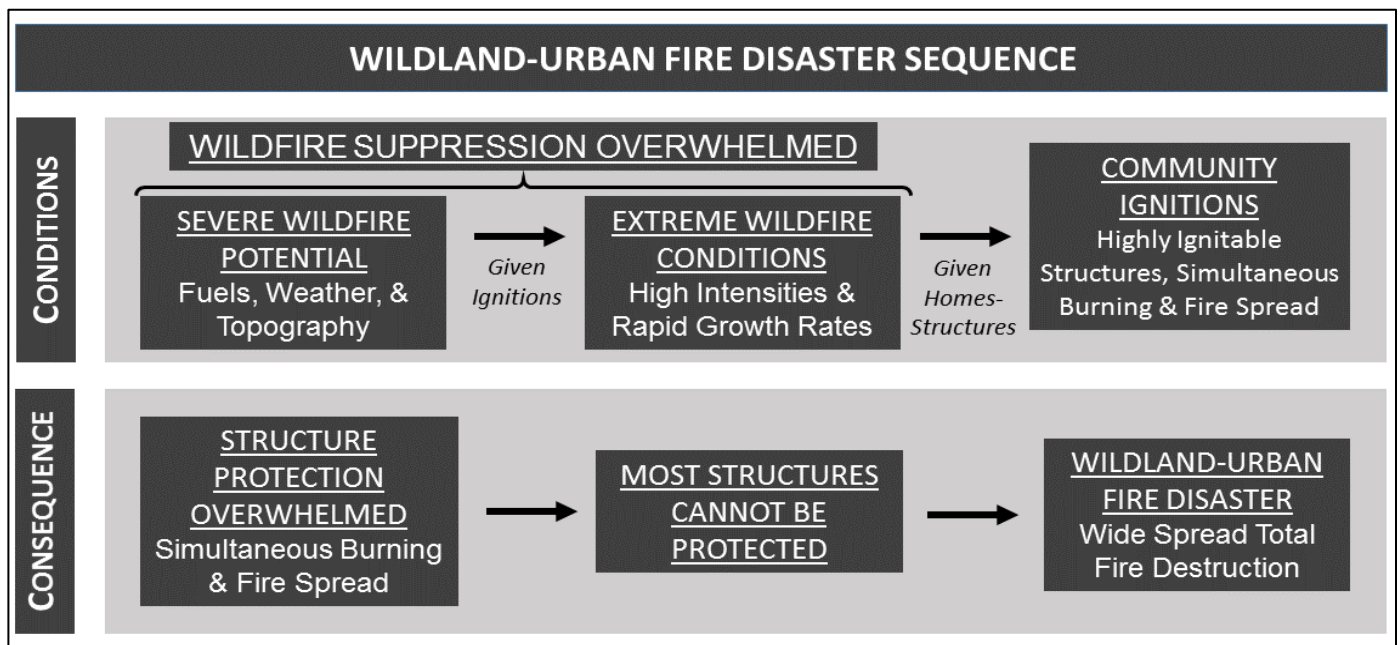 WILDLAND-URBAN FIRE DISASTER SEQUENCE
CONDITIONS
WILDFIRE SUPPRESSION OVERWHELMED
SEVERE WILDFIRE
POTENTIAL
Fuels, Weather, &
Topography
Given
Ignitions
EXTREME WILDFIRE
CONDITIONS
High Intensities &
Rapid Growth Rates
Given
Homes-
Structures
COMMUNITY
IGNITIONS
Highly Ignitable
Structures, Simultaneous
Burning & Fire Spread
CONSEQUENCE
STRUCTURE
PROTECTION
OVERWHELMED
Simultaneous Burning
& Fire Spread
MOST STRUCTURES
CANNOT BE
PROTECTED
WILDLAND-URBAN
FIRE DISASTER
Wide Spread Total
Fire Destruction